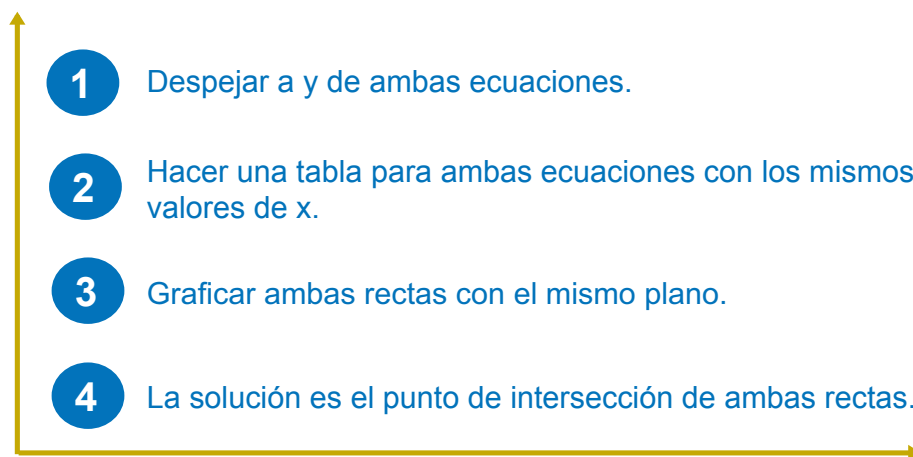 1 Despejar a y de ambas ecuaciones.
2 Hacer una tabla para ambas ecuaciones con los mismos
valores de x.
3 Graficar ambas rectas con el mismo plano.
4 La solución es el punto de intersección de ambas rectas.